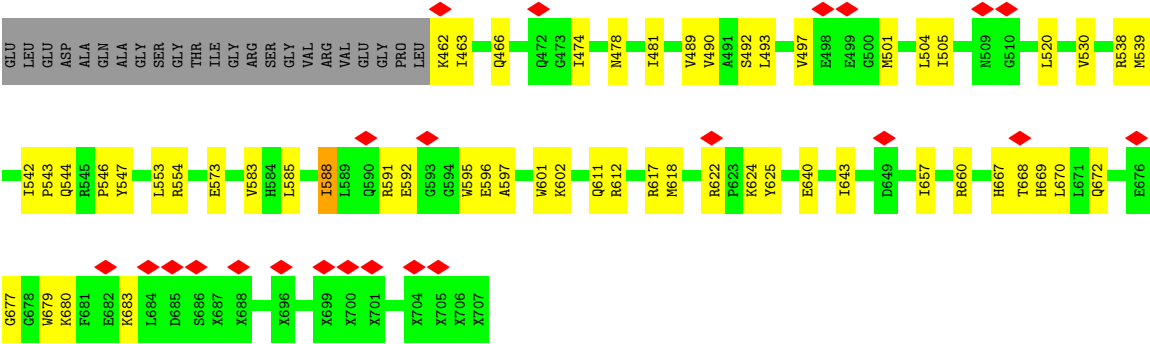 GLU LEU GLU ASP ALA GLN ALA GLY SER GLY THR ILE GLY ARG SER GLY VAL ARG VAL GLU GLY PRO LEU K462 I463 Q466 Q472 G473 I474 N478 I481 V489 V490 A491 S492 L493 V497 E498 E499 G500 M501 L504 I505 N509 G510 L520 V530 R538 M539
I542 P543 Q544 R545 P546 Y547 L553 R554 E573 V583 H584 L585 I588 L589 Q590 R591 E592 G593 G594 W595 E596 A597 W601 K602 Q611 R612 R617 M618 R622 P623 K624 Y625 E640 I643 D649 I657 R660 H667 T668 H669 L670 L671 Q672 E676
G677 G678 W679 K680 F681 E682 K683 L684 D685 S686 X687 X688 X696 X699 X700 X701 X704 X705 X706 X707